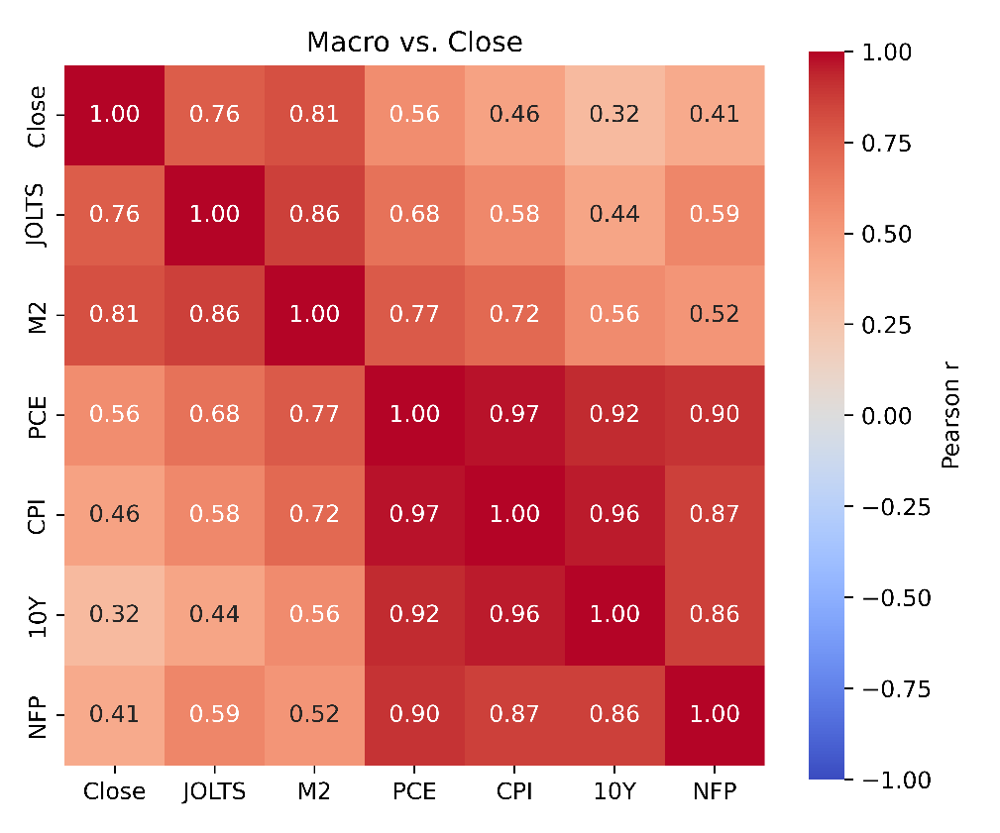 Macro vs. Close
Close 1.00 0.76 0.81 0.56 0.46 0.32 0.41
JOLTS 0.76 1.00 0.86 0.68 0.58 0.44 0.59
M2 0.81 0.86 1.00 0.77 0.72 0.56 0.52
PCE 0.56 0.68 0.77 1.00 0.97 0.92 0.90
CPI 0.46 0.58 0.72 0.97 1.00 0.96 0.87
10Y 0.32 0.44 0.56 0.92 0.96 1.00 0.86
NFP 0.41 0.59 0.52 0.90 0.87 0.86 1.00
Close JOLTS M2 PCE CPI 10Y NFP
1.00
0.75
0.50
0.25
0.00
−0.25
−0.50
−0.75
−1.00
Pearson r